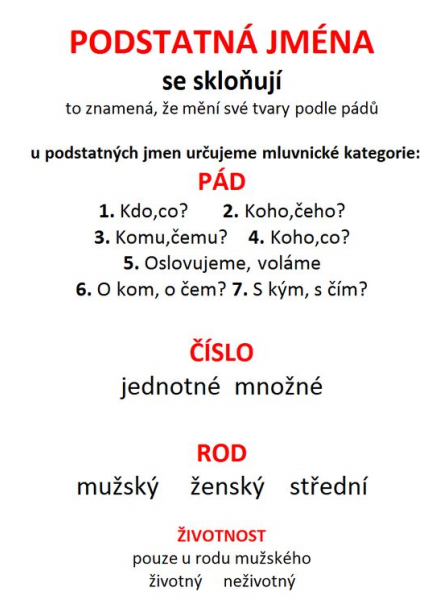 PODSTATNÁ JMÉNA
se skloňují
to znamená, že mění své tvary podle pádů
u podstatných jmen určujeme mluvnické kategorie:
PÁD
1. Kdo,co? 2. Koho,čeho?
3. Komu,čemu? 4. Koho,co?
5. Oslovujeme, voláme
6. O kom, o čem? 7. S kým, s čím?
ČÍSLO
jednotné množné
ROD
mužský ženský střední
ŽIVOTNOST
pouze u rodu mužského
životný neživotný